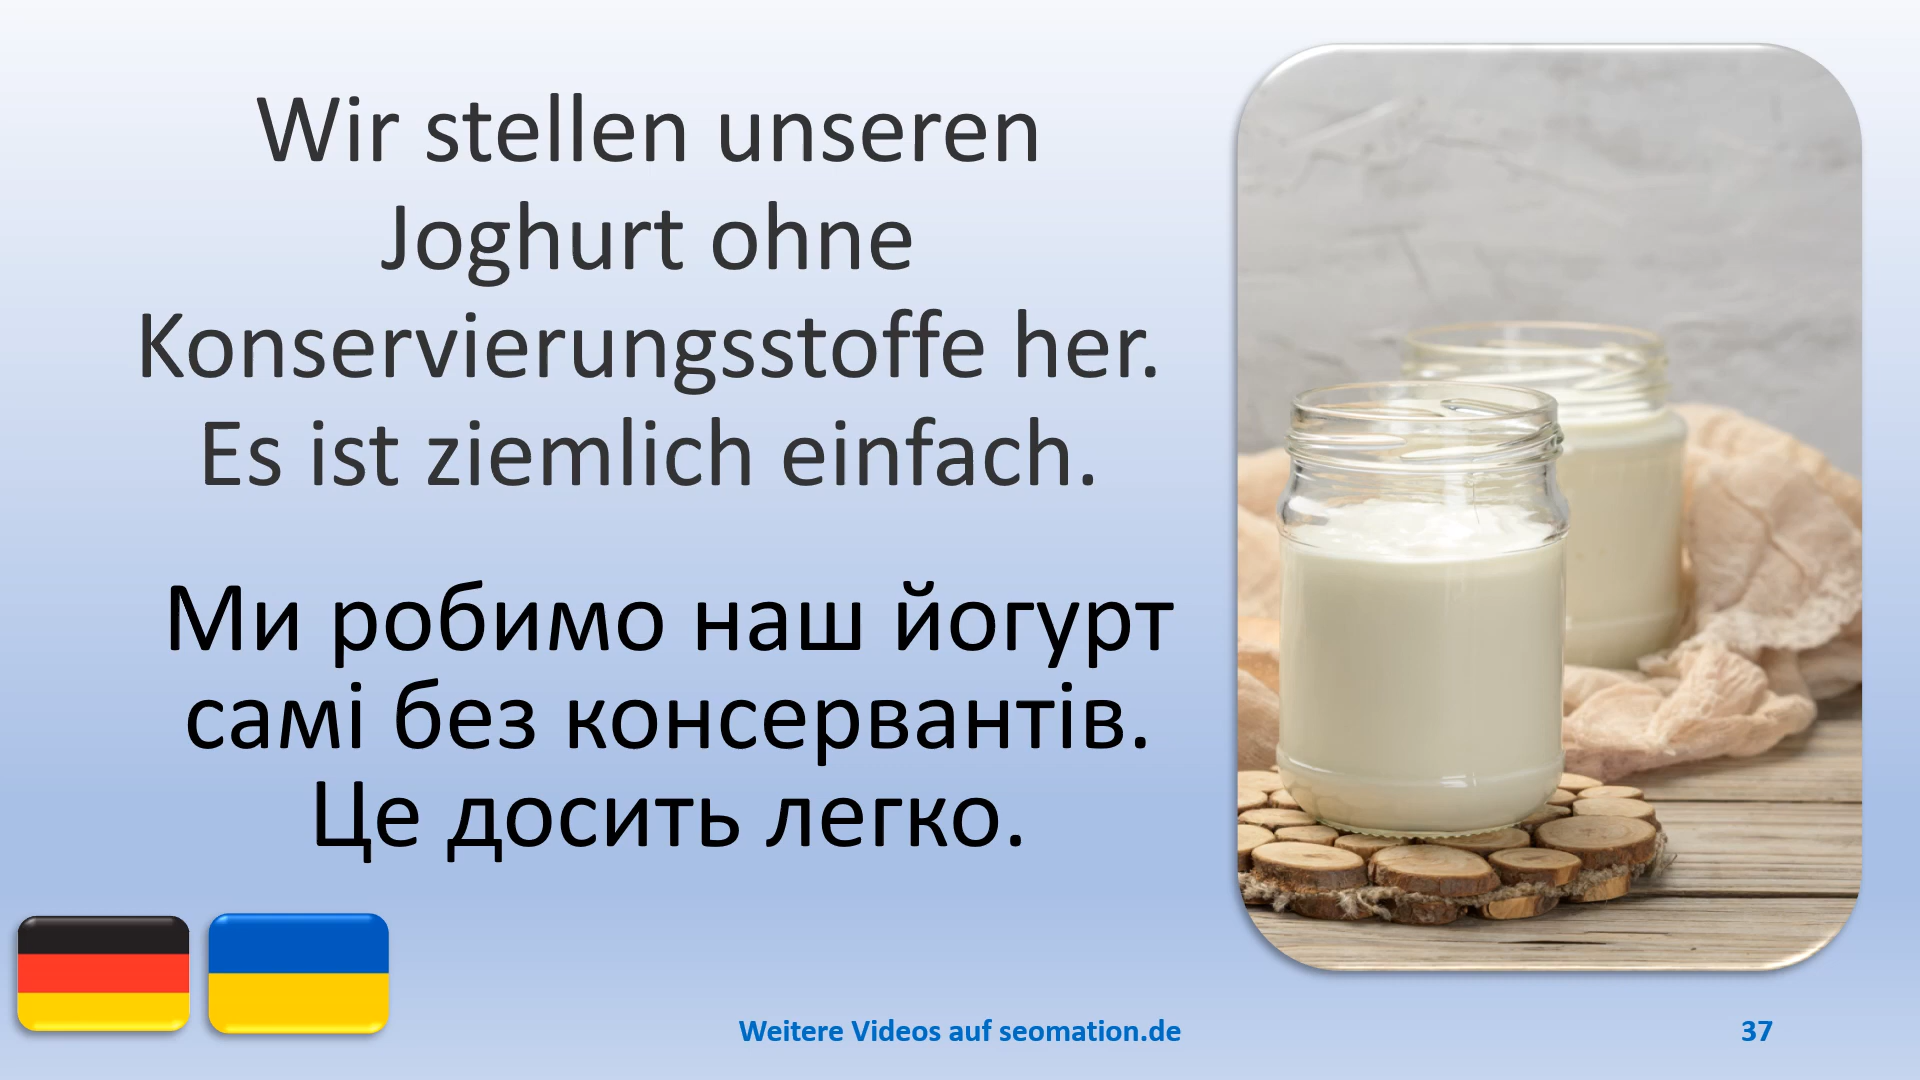 Wir stellen unseren
Joghurt ohne
Konservierungsstoffe her.
Es ist ziemlich einfach.
Ми робимо наш йогурт
самі без консервантів.
Це досить легко.
Weitere Videos auf seomation.de
37